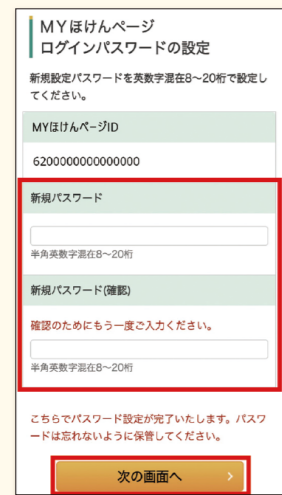 MYほけんページ
ログインパスワードの設定
新規設定パスワードを英数字混在8~20桁で設定し
てください。
MYほけんページID
6200000000000000
新規パスワード
半角英数字混在8~20桁
新規パスワード(確認)
確認のためにもう一度ご入力ください。
半角英数字混在8~20桁
こちらでパスワード設定が完了いたします。パスワ
ードは忘れないように保管してください。
次の画面へ